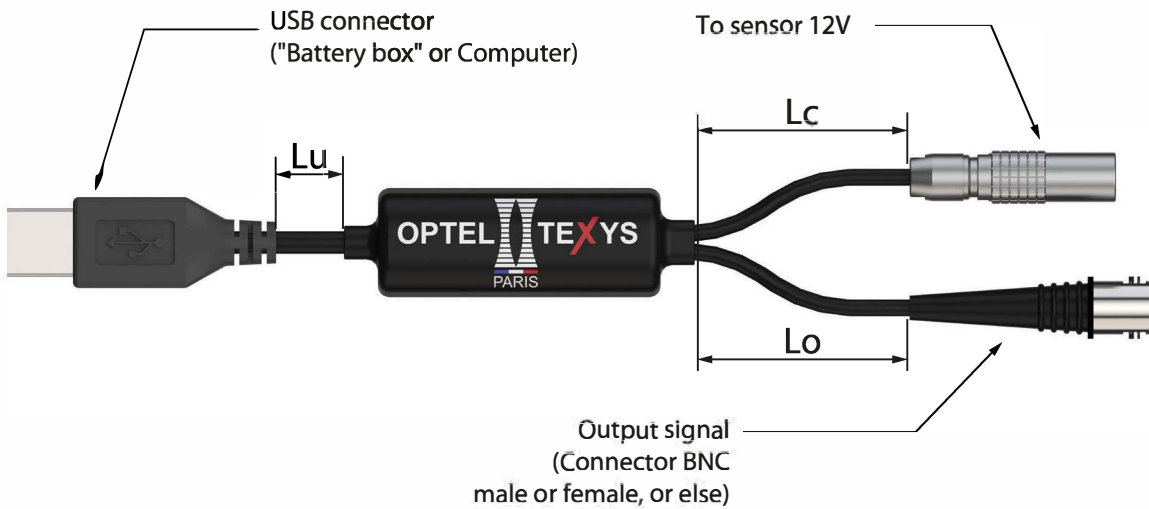 USB connector
("Battery box" or Computer)
To sensor 12V
Lc
Lu
OPTEL TEXYS
PARIS
Lo
Output signal
(Connector BNC
male or female, or else)